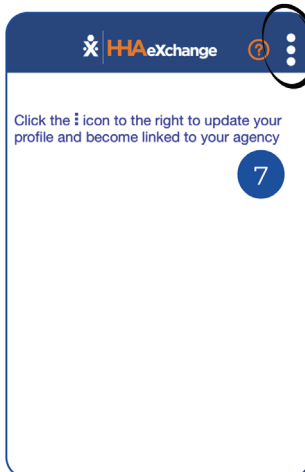 HHAeXchange ?
Click the ⋮ icon to the right to update your
profile and become linked to your agency
7